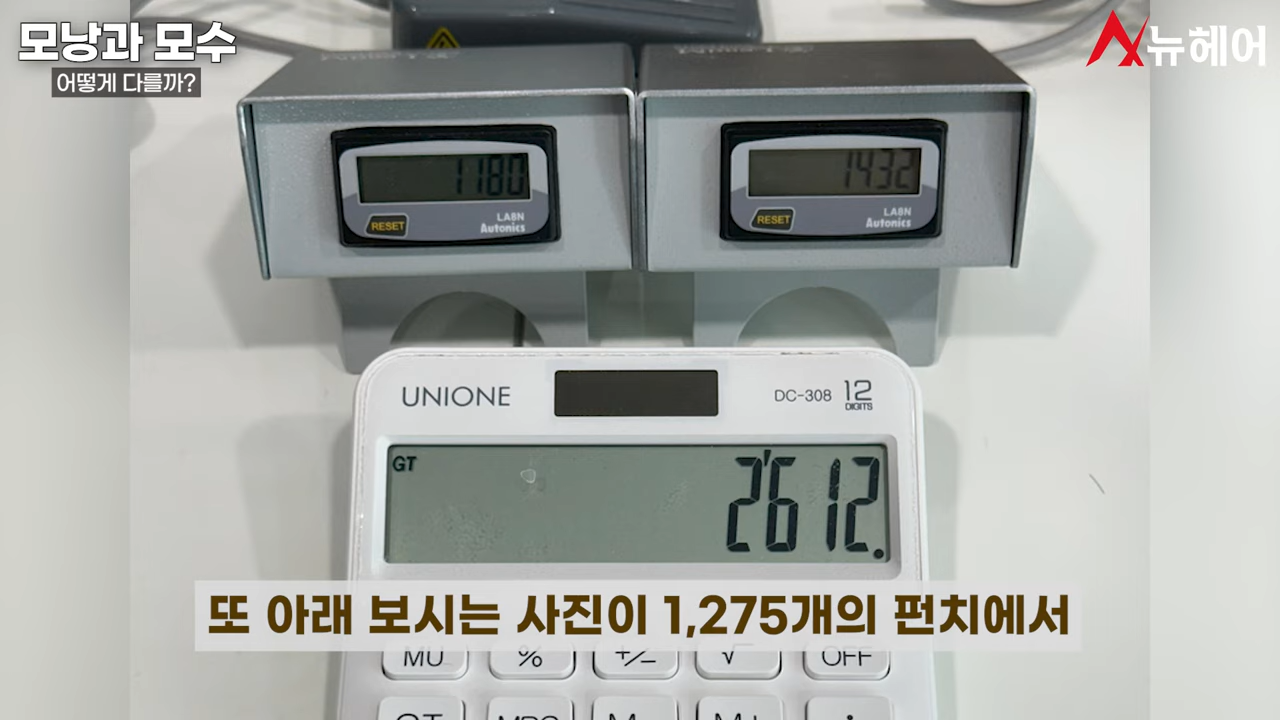 모낭과 모수
어떻게 다를까?
뉴헤어
1180
RESET
LA8N
Autonics
1432
RESET
LA8N
Autonics
UNIONE
DC-308
12
DIGITS
GT
2'612.
또 아래 보시는 사진이 1,275개의 펀치에서
MU
%
+/−
√
OFF